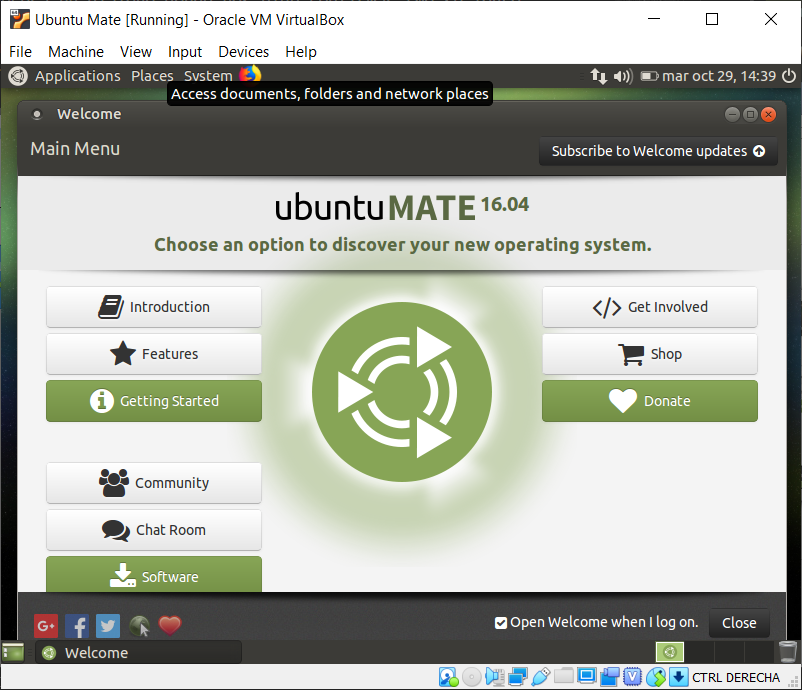 Ubuntu Mate [Running] - Oracle VM VirtualBox
File Machine View Input Devices Help
Applications Places System mar oct 29, 14:39
Access documents, folders and network places
Welcome
Main Menu
Subscribe to Welcome updates
ubuntu MATE 16.04
Choose an option to discover your new operating system.
Introduction
Features
Getting Started
Community
Chat Room
Software
Get Involved
Shop
Donate
G+ f
Open Welcome when I log on.
Close
Welcome
CTRL DERECHA